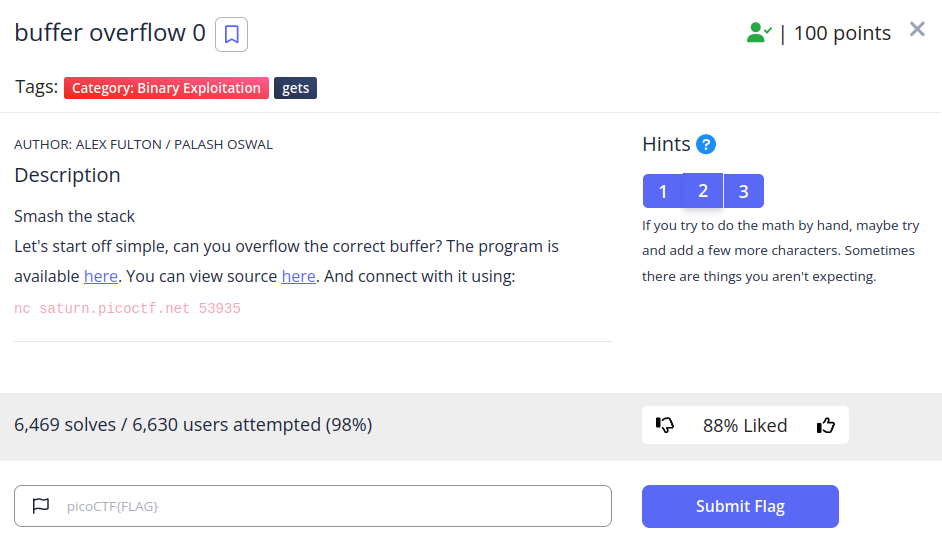 buffer overflow 0
| 100 points
Tags: Category: Binary Exploitation gets
AUTHOR: ALEX FULTON / PALASH OSWAL
Description
Smash the stack
Let's start off simple, can you overflow the correct buffer? The program is
available here. You can view source here. And connect with it using:
nc saturn.picoctf.net 53935
Hints ?
1 2 3
If you try to do the math by hand, maybe try
and add a few more characters. Sometimes
there are things you aren't expecting.
6,469 solves / 6,630 users attempted (98%)
88% Liked
picoCTF{FLAG}
Submit Flag